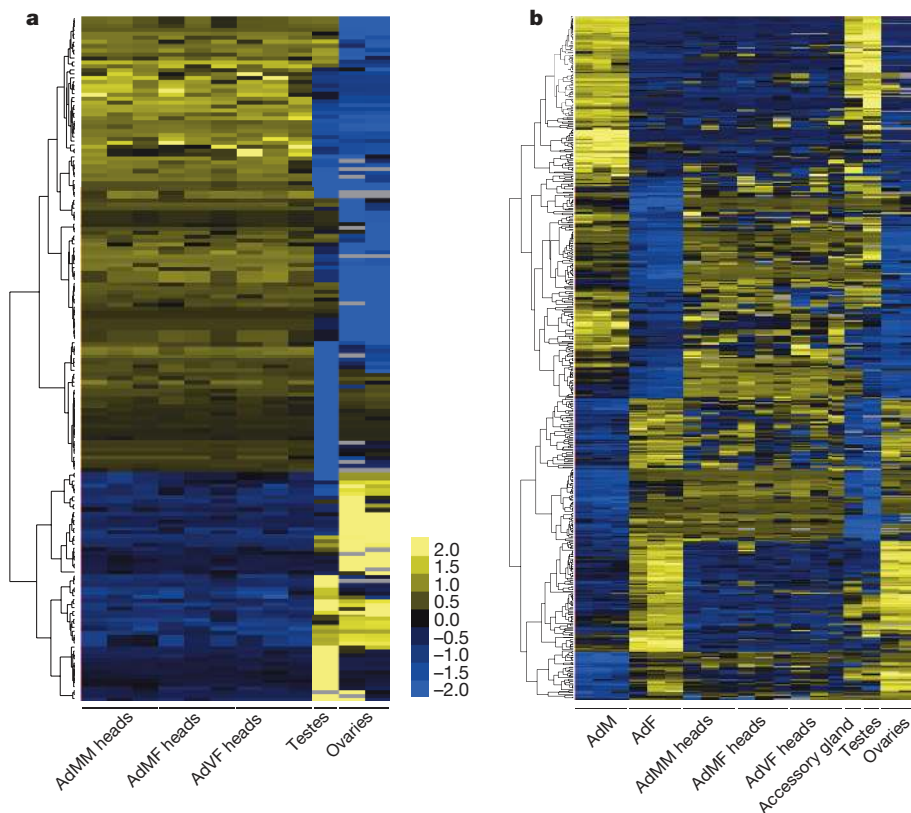 a
b
2.0
1.5
1.0
0.5
0.0
−0.5
−1.0
−1.5
−2.0
AdMM heads
AdMF heads
AdVF heads
Testes
Ovaries
AdM
AdF
AdMM heads
AdMF heads
AdVF heads
Accessory gland
Testes
Ovaries